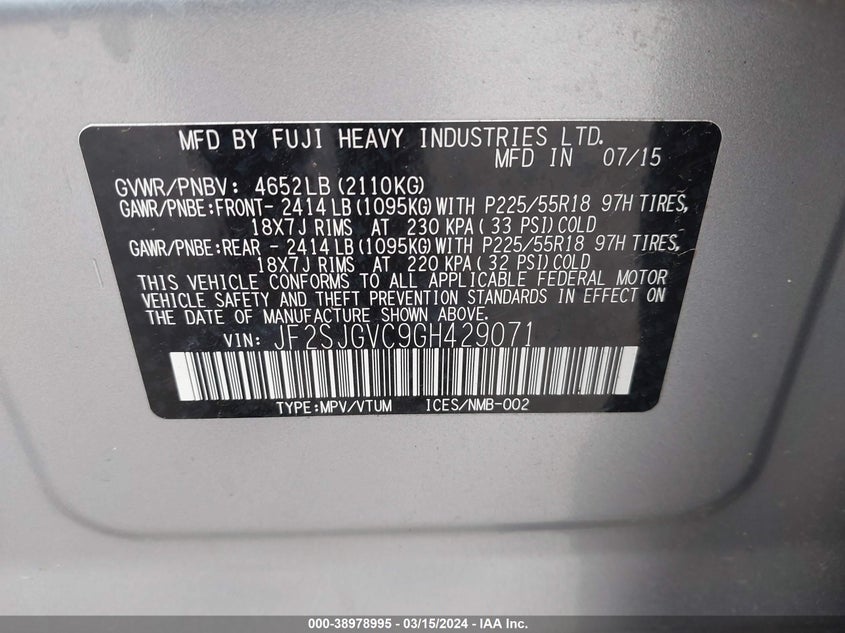 MFD BY FUJI HEAVY INDUSTRIES LTD.
MFD IN 07/15
GVWR/PNBV: 4652LB (2110KG)
GAWR/PNBE:FRONT- 2414 LB (1095KG) WITH P225/55R18 97H TIRES,
18X7J RIMS AT 230 KPA ( 33 PSI) COLD
GAWR/PNBE:REAR - 2414 LB (1095KG) WITH P225/55R18 97H TIRES,
18X7J RIMS AT 220 KPA ( 32 PSI) COLD
THIS VEHICLE CONFORMS TO ALL APPLICABLE FEDERAL MOTOR
VEHICLE SAFETY AND THEFT PREVENTION STANDARDS IN EFFECT ON
THE DATE OF MANUFACTURE SHOWN ABOVE.
VIN: JF2SJGVC9GH429071
TYPE:MPV/VTUM ICES/NMB-002
000-38978995 - 03/15/2024 - IAA Inc.